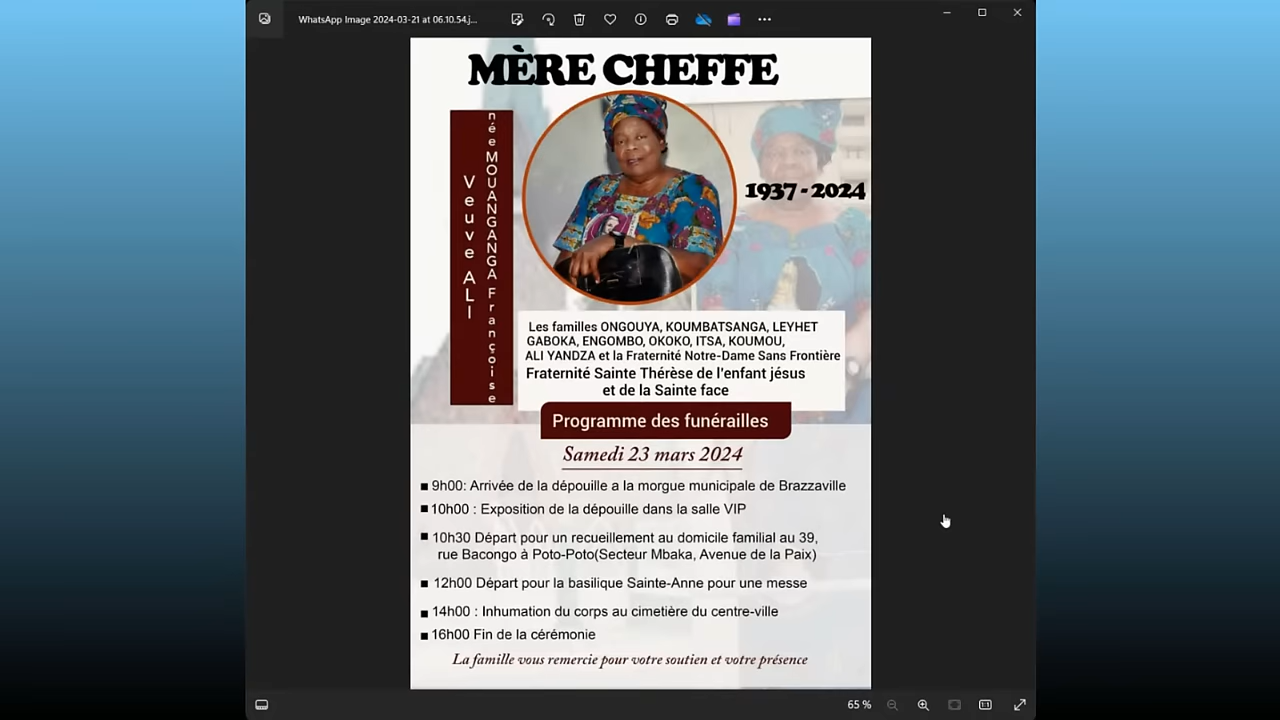 WhatsApp Image 2024-03-21 at 06.10.54.j...
MÈRE CHEFFE
Veuve ALI
née MOUANGANGA Françoise
1937 - 2024
Les familles ONGOUYA, KOUMBATSANGA, LEYHET
GABOKA, ENGOMBO, OKOKO, ITSA, KOUMOU,
ALI YANDZA et la Fraternité Notre-Dame Sans Frontière
Fraternité Sainte Thérèse de l'enfant jésus
et de la Sainte face
Programme des funérailles
Samedi 23 mars 2024
9h00: Arrivée de la dépouille a la morgue municipale de Brazzaville
10h00 : Exposition de la dépouille dans la salle VIP
10h30 Départ pour un recueillement au domicile familial au 39,
rue Bacongo à Poto-Poto(Secteur Mbaka, Avenue de la Paix)
12h00 Départ pour la basilique Sainte-Anne pour une messe
14h00 : Inhumation du corps au cimetière du centre-ville
16h00 Fin de la cérémonie
La famille vous remercie pour votre soutien et votre présence
65 %